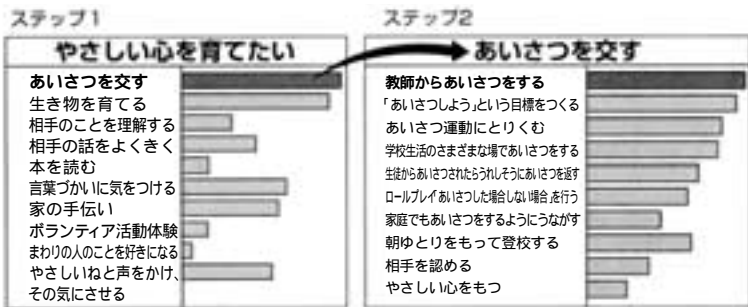 ステップ1
やさしい心を育てたい
あいさつを交す
生き物を育てる
相手のことを理解する
相手の話をよくきく
本を読む
言葉づかいに気をつける
家の手伝い
ボランティア活動体験
まわりの人のことを好きになる
やさしいねと声をかけ、
その気にさせる
ステップ2
あいさつを交す
教師からあいさつをする
「あいさつしよう」という目標をつくる
あいさつ運動にとりくむ
学校生活のさまざまな場であいさつをする
生徒からあいさつされたらうれしそうにあいさつを返す
ロールプレイ「あいさつした場合しない場合」を行う
家庭でもあいさつをするようにうながす
朝ゆとりをもって登校する
相手を認める
やさしい心をもつ